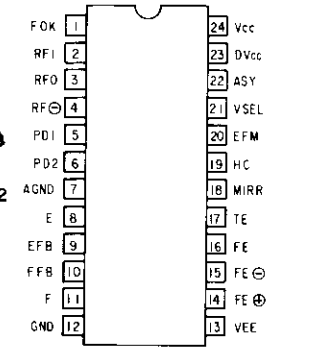 FOK 1 24 Vcc
RFI 2 23 DVcc
RFO 3 22 ASY
RF⊖ 4 21 VSEL
PD1 5 20 EFM
PD2 6 19 HC
AGND 7 18 MIRR
2
E 8 17 TE
EFB 9 16 FE
FFB 10 15 FE⊖
F 11 14 FE⊕
GND 12 13 VEE